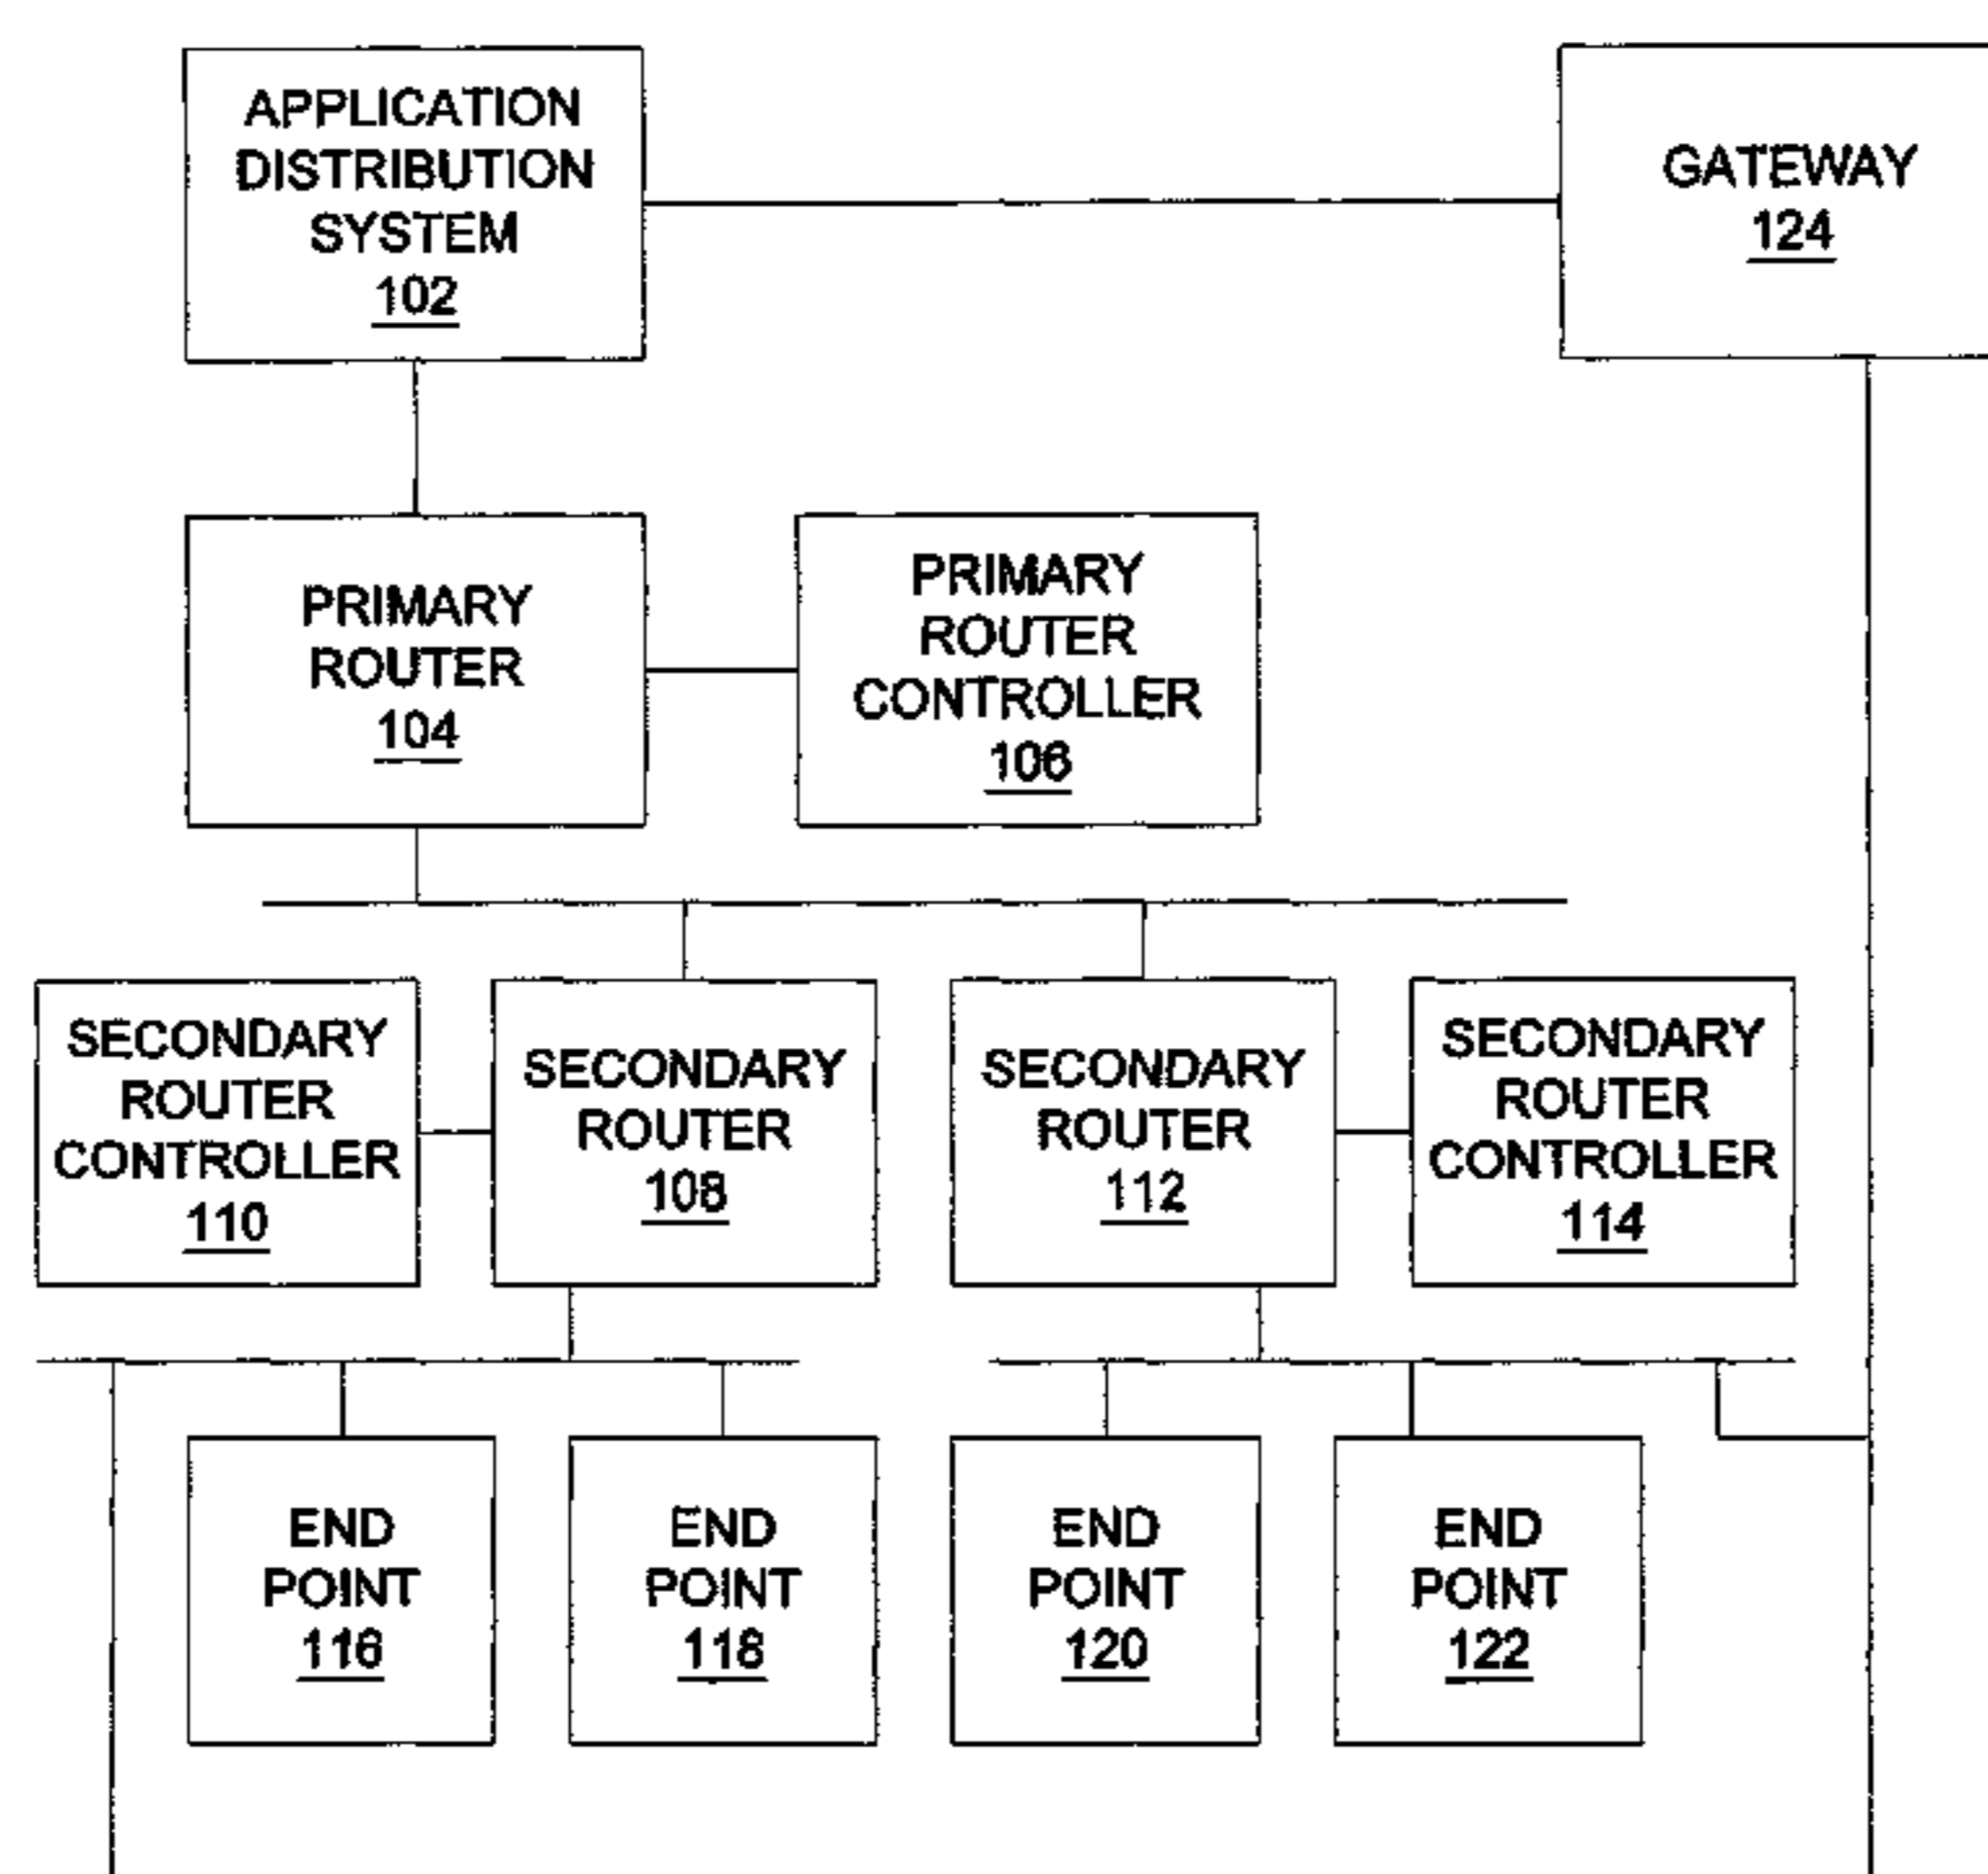 APPLICATION
DISTRIBUTION
SYSTEM
102
GATEWAY
124
PRIMARY
ROUTER
104
PRIMARY
ROUTER
CONTROLLER
106
SECONDARY
ROUTER
CONTROLLER
110
SECONDARY
ROUTER
108
SECONDARY
ROUTER
112
SECONDARY
ROUTER
CONTROLLER
114
END
POINT
116
END
POINT
118
END
POINT
120
END
POINT
122